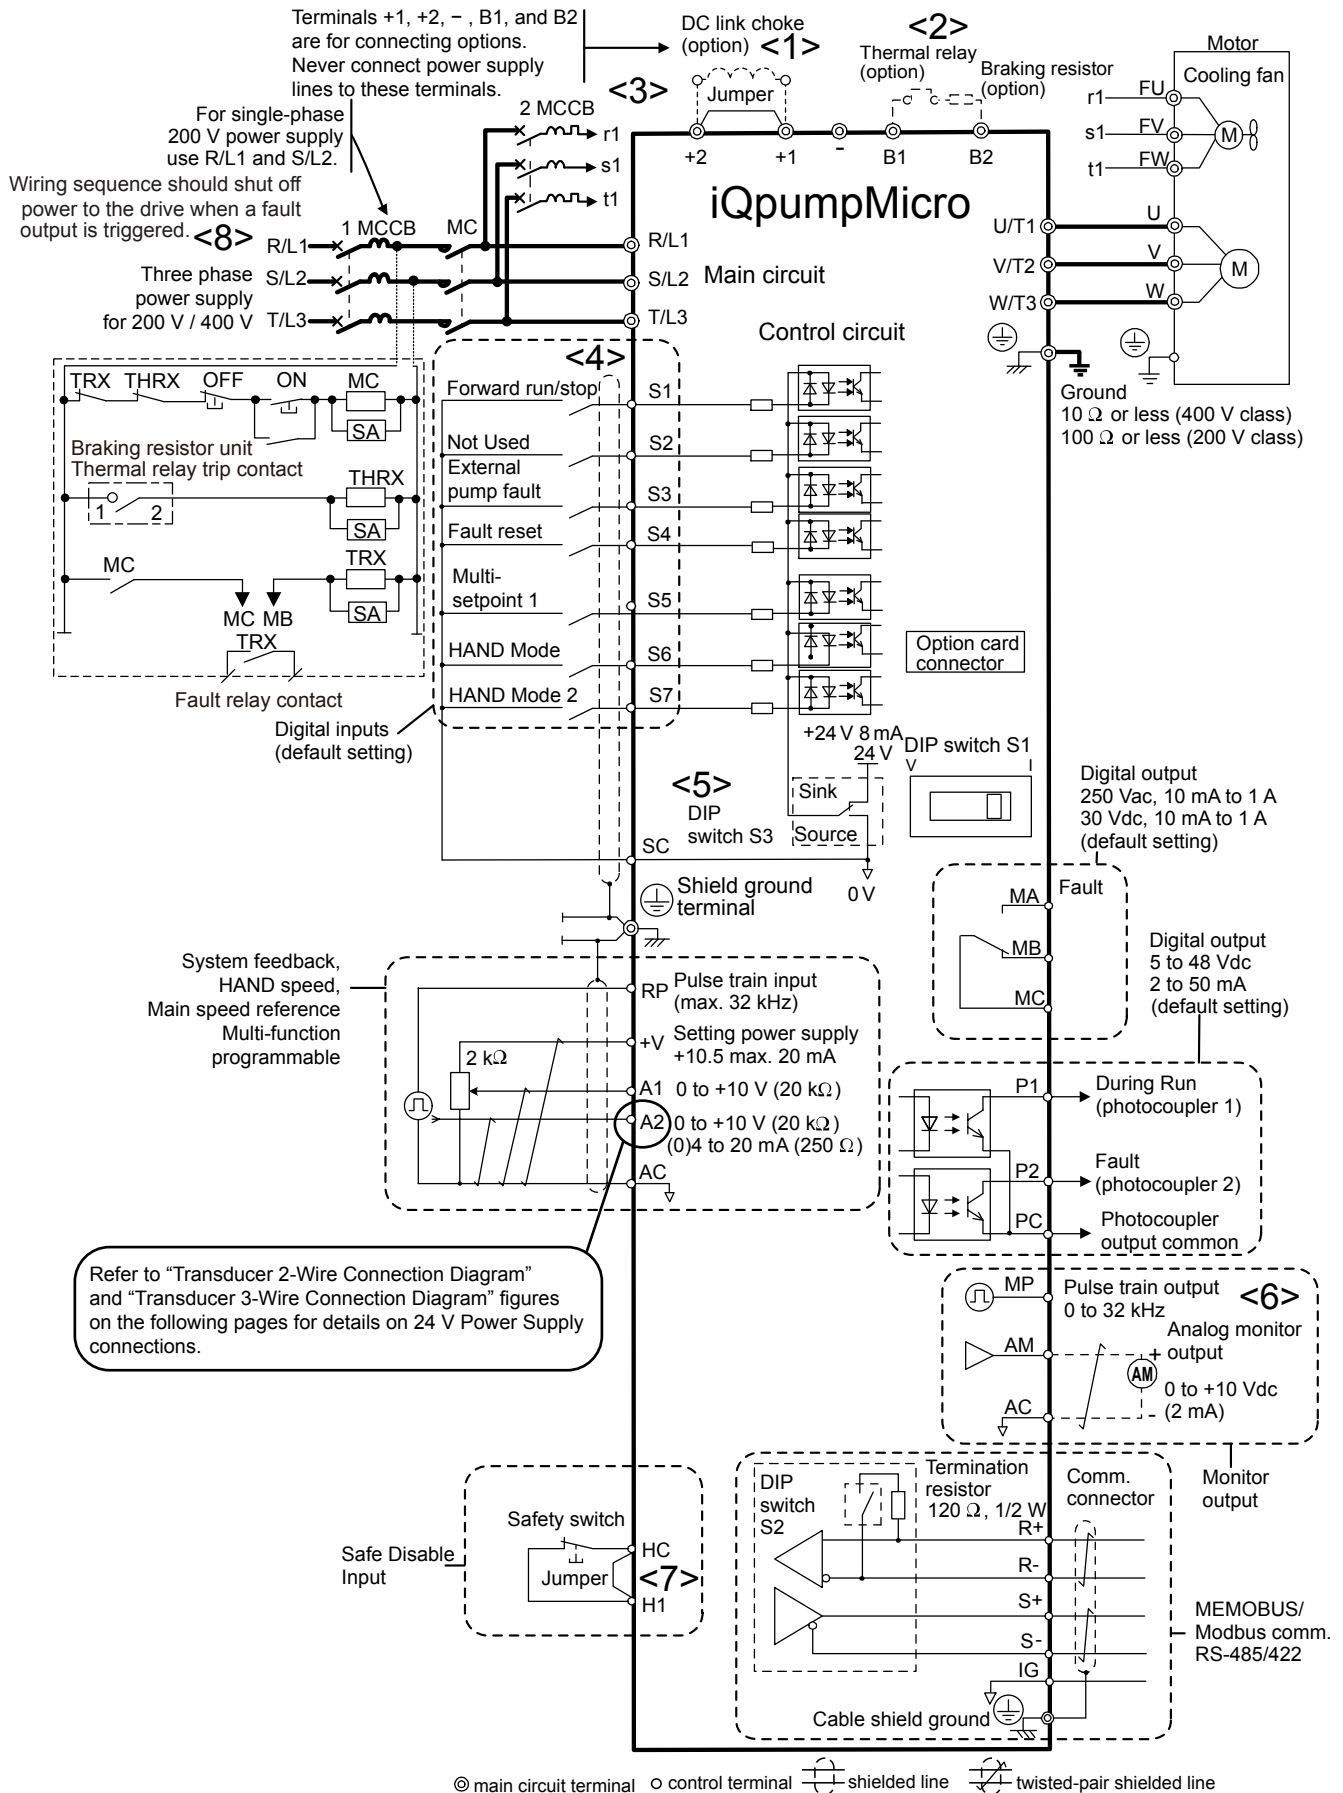 Terminals +1, +2, − , B1, and B2
are for connecting options.
Never connect power supply
lines to these terminals.
DC link choke
(option) <1>
Jumper
<2>
Thermal relay
(option)
Braking resistor
(option)
Motor
Cooling fan
r1 FU
s1 FV
t1 FW
M
For single-phase
200 V power supply
use R/L1 and S/L2.
<3>
2 MCCB
r1
s1
t1
+2 +1 - B1 B2
iQpumpMicro
Wiring sequence should shut off
power to the drive when a fault
output is triggered. <8>
1 MCCB MC
R/L1
S/L2
T/L3
Three phase
power supply
for 200 V / 400 V
R/L1
S/L2
T/L3
Main circuit
Control circuit
U/T1 U
V/T2 V
W/T3 W
M
Ground
10 Ω or less (400 V class)
100 Ω or less (200 V class)
TRX THRX OFF ON MC
SA
Braking resistor unit
Thermal relay trip contact
1 2
THRX
SA
MC
TRX
SA
MC MB
TRX
Fault relay contact
<4>
Forward run/stop S1
Not Used S2
External
pump fault S3
Fault reset S4
Multi-
setpoint 1 S5
HAND Mode S6
HAND Mode 2 S7
Digital inputs
(default setting)
Option card
connector
+24 V 8 mA
24 V
DIP switch S1
V I
<5>
DIP
switch S3
Sink
Source
SC
0 V
Shield ground
terminal
Digital output
250 Vac, 10 mA to 1 A
30 Vdc, 10 mA to 1 A
(default setting)
MA Fault
MB
MC
Digital output
5 to 48 Vdc
2 to 50 mA
(default setting)
System feedback,
HAND speed,
Main speed reference
Multi-function
programmable
RP Pulse train input
(max. 32 kHz)
+V Setting power supply
+10.5 max. 20 mA
2 kΩ
A1 0 to +10 V (20 kΩ)
A2 0 to +10 V (20 kΩ)
(0)4 to 20 mA (250 Ω)
AC
P1 During Run
(photocoupler 1)
P2 Fault
(photocoupler 2)
PC Photocoupler
output common
Refer to “Transducer 2-Wire Connection Diagram”
and “Transducer 3-Wire Connection Diagram” figures
on the following pages for details on 24 V Power Supply
connections.
MP Pulse train output
0 to 32 kHz
<6>
Analog monitor
output
AM
+
AM
0 to +10 Vdc
(2 mA)
AC -
Monitor
output
Safe Disable
Input
Safety switch
Jumper
HC
<7>
H1
DIP
switch
S2
Termination
resistor
120 Ω, 1/2 W
Comm.
connector
R+
R-
S+
S-
IG
Cable shield ground
MEMOBUS/
Modbus comm.
RS-485/422
main circuit terminal control terminal shielded line twisted-pair shielded line